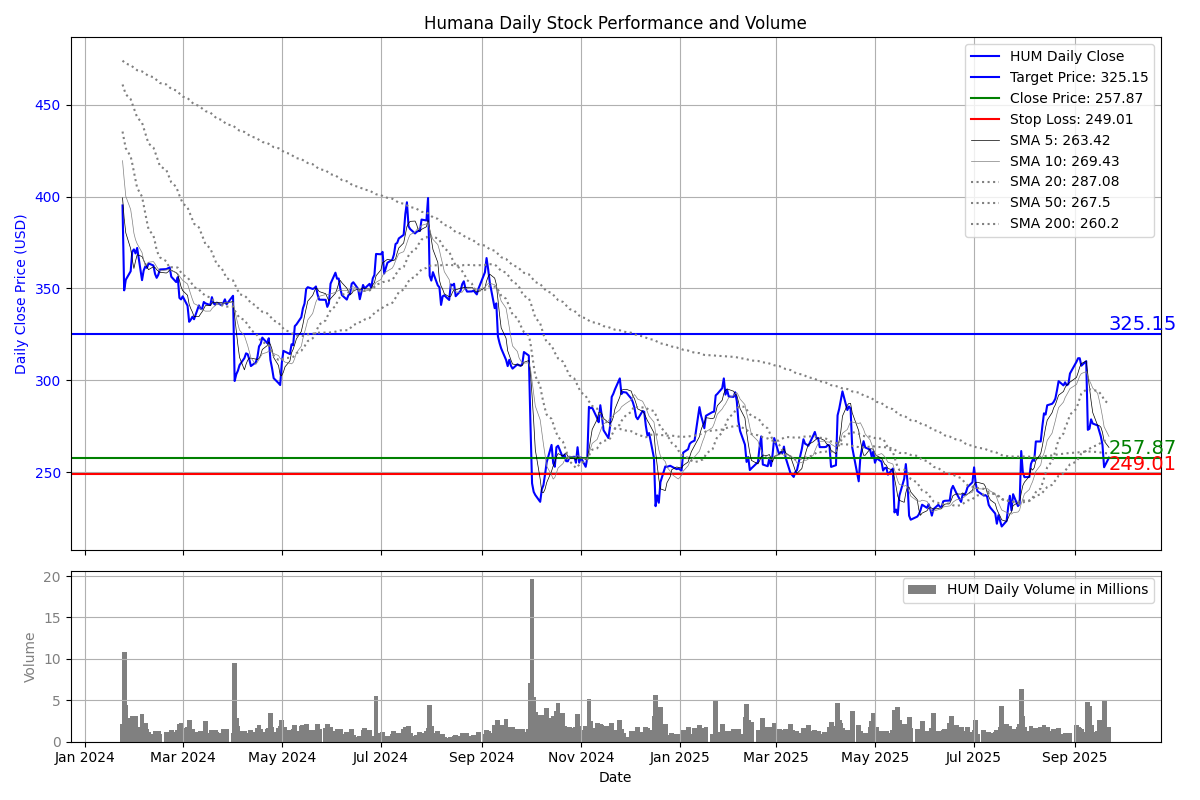 Humana Daily Stock Performance and Volume
HUM Daily Close
Target Price: 325.15
Close Price: 257.87
Stop Loss: 249.01
SMA 5: 263.42
SMA 10: 269.43
SMA 20: 287.08
SMA 50: 267.5
SMA 200: 260.2
Daily Close Price (USD)
450
400
350
300
250
325.15
257.87
249.01
HUM Daily Volume in Millions
Volume
20
15
10
5
0
Jan 2024 Mar 2024 May 2024 Jul 2024 Sep 2024 Nov 2024 Jan 2025 Mar 2025 May 2025 Jul 2025 Sep 2025
Date